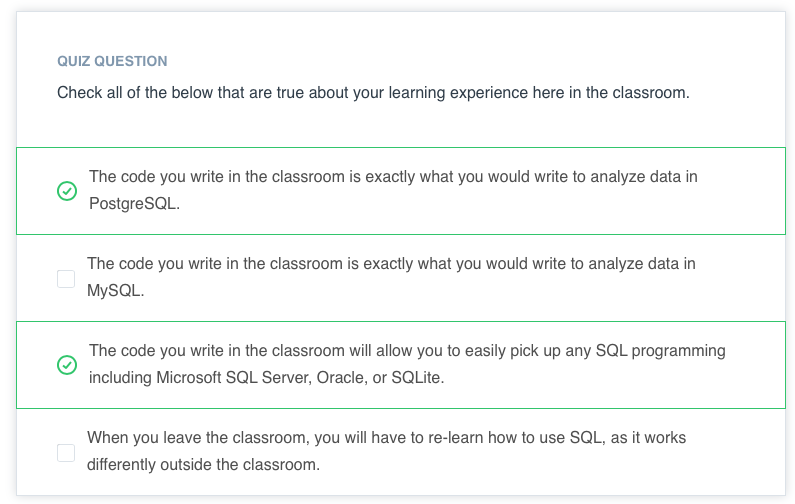 QUIZ QUESTION
Check all of the below that are true about your learning experience here in the classroom.
The code you write in the classroom is exactly what you would write to analyze data in
PostgreSQL.
The code you write in the classroom is exactly what you would write to analyze data in
MySQL.
The code you write in the classroom will allow you to easily pick up any SQL programming
including Microsoft SQL Server, Oracle, or SQLite.
When you leave the classroom, you will have to re-learn how to use SQL, as it works
differently outside the classroom.